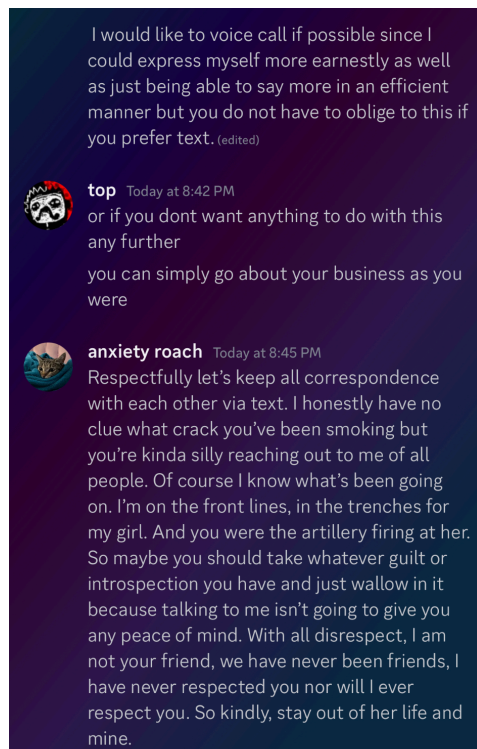 I would like to voice call if possible since I
could express myself more earnestly as well
as just being able to say more in an efficient
manner but you do not have to oblige to this if
you prefer text. (edited)
top Today at 8:42 PM
or if you dont want anything to do with this
any further
you can simply go about your business as you
were
anxiety roach Today at 8:45 PM
Respectfully let's keep all correspondence
with each other via text. I honestly have no
clue what crack you've been smoking but
you're kinda silly reaching out to me of all
people. Of course I know what's been going
on. I'm on the front lines, in the trenches for
my girl. And you were the artillery firing at her.
So maybe you should take whatever guilt or
introspection you have and just wallow in it
because talking to me isn't going to give you
any peace of mind. With all disrespect, I am
not your friend, we have never been friends, I
have never respected you nor will I ever
respect you. So kindly, stay out of her life and
mine.